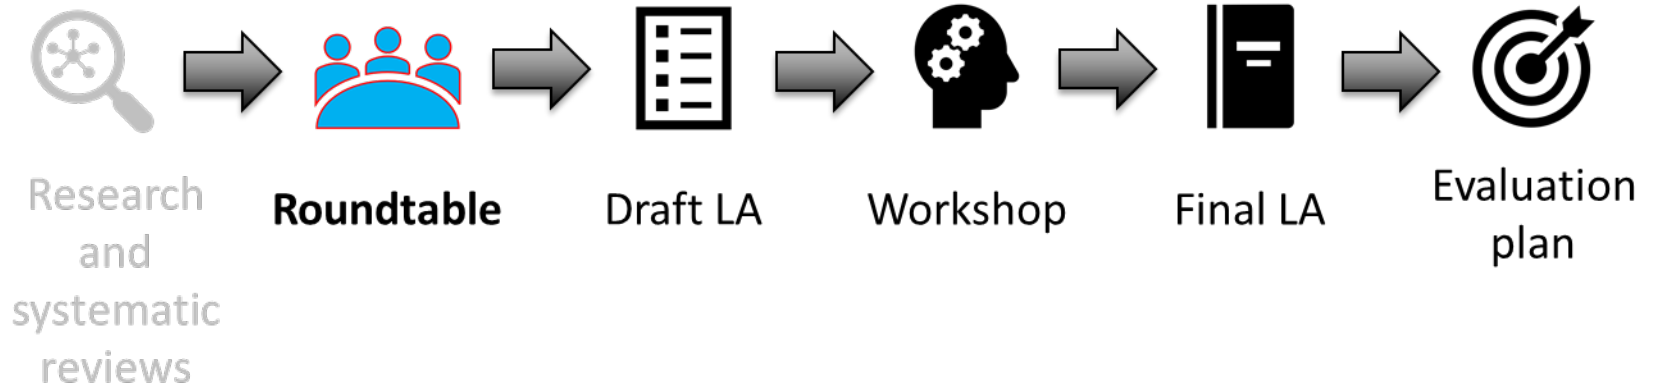 Research
and
systematic
reviews
Roundtable
Draft LA
Workshop
Final LA
Evaluation
plan